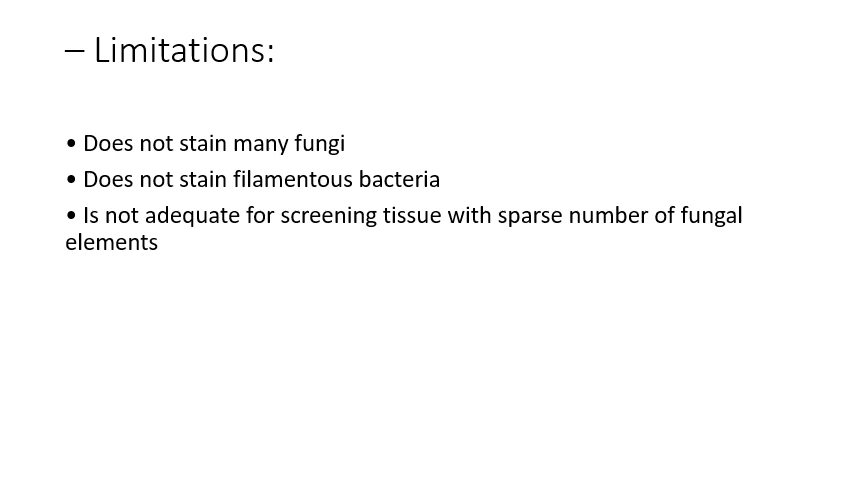 – Limitations:
• Does not stain many fungi
• Does not stain filamentous bacteria
• Is not adequate for screening tissue with sparse number of fungal
elements